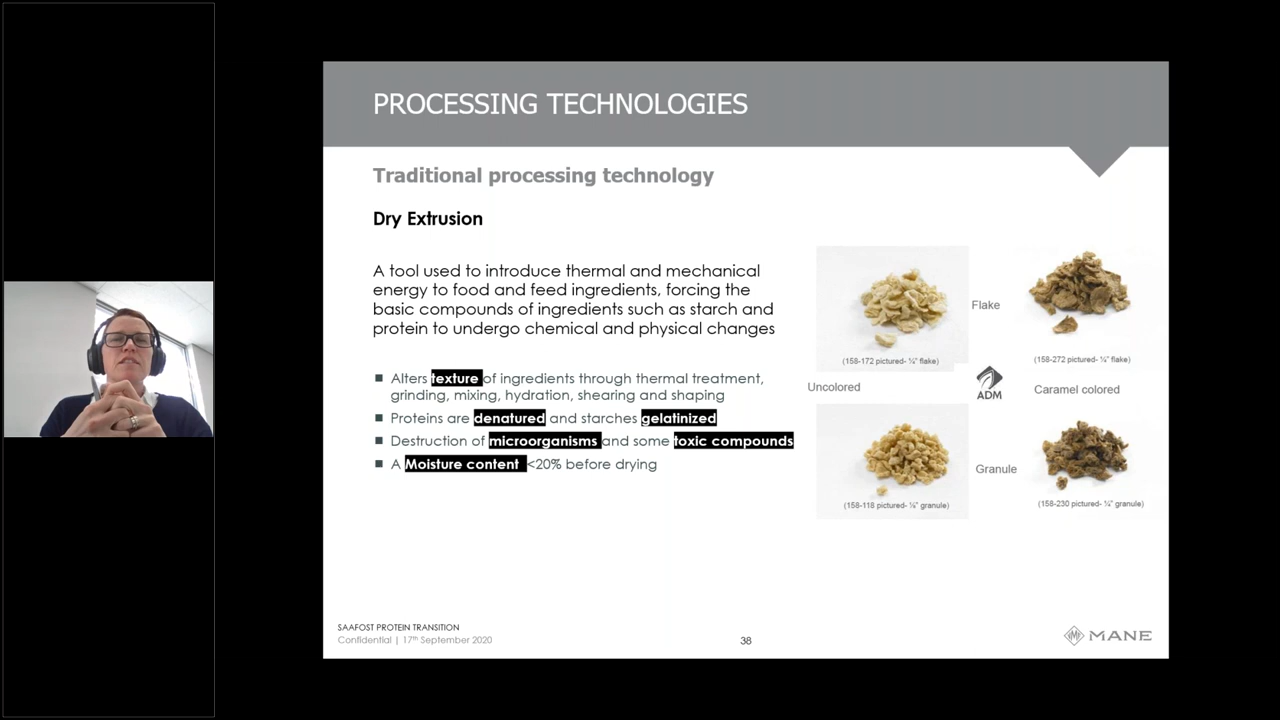 PROCESSING TECHNOLOGIES
Traditional processing technology
Dry Extrusion
A tool used to introduce thermal and mechanical
energy to food and feed ingredients, forcing the
basic compounds of ingredients such as starch and
protein to undergo chemical and physical changes
Alters texture of ingredients through thermal treatment,
grinding, mixing, hydration, shearing and shaping
Proteins are denatured and starches gelatinized
Destruction of microorganisms and some toxic compounds
A Moisture content <20% before drying
Flake
(158-172 pictured- ¼" flake)
(158-272 pictured- ¼" flake)
Uncolored
ADM
Caramel colored
Granule
(158-118 pictured- ⅛" granule)
(158-230 pictured- ¼" granule)
SAAFOST PROTEIN TRANSITION
Confidential | 17th September 2020
38
MANE